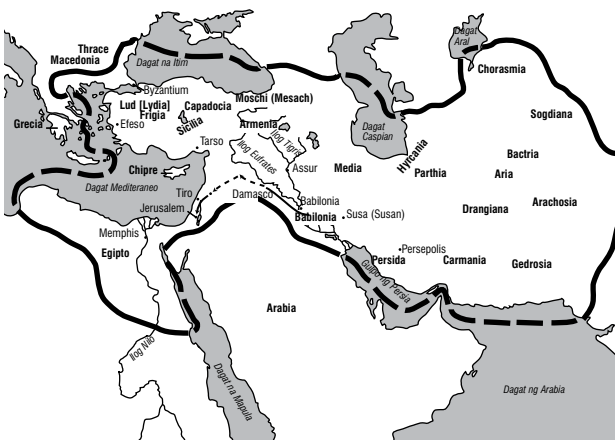 Thrace
Macedonia
Dagat na Itim
Dagat
Aral
Chorasmia
Byzantium
Lud [Lydia]
Frigia
Capadocia
Moschi (Mesach)
Sogdiana
Grecia
Efeso
Sicilia
Armenia
Dagat
Caspian
Tarso
Ilog Eufrates
Ilog Tigris
Hyrcania
Bactria
Chipre
Assur
Media
Parthia
Aria
Dagat Mediteraneo
Tiro
Damasco
Babilonia
Drangiana
Arachosia
Jerusalem
Babilonia
Susa (Susan)
Memphis
Egipto
Persepolis
Persida
Carmania
Gedrosia
Gulpo ng Persia
Arabia
Ilog Nilo
Dagat na Mapula
Dagat ng Arabia